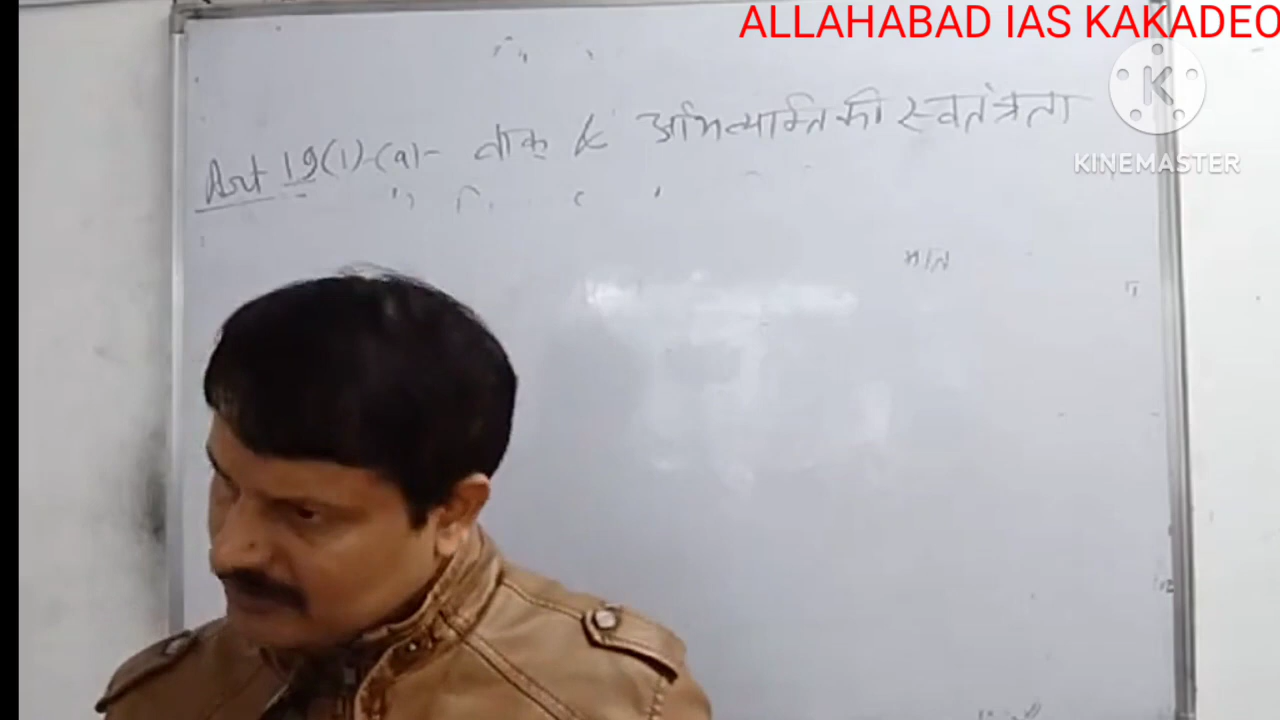 ALLAHABAD IAS KAKADEO
KINEMASTER
Art 19(1)-(a)- वाक् & अभिव्यक्ति की स्वतंत्रता